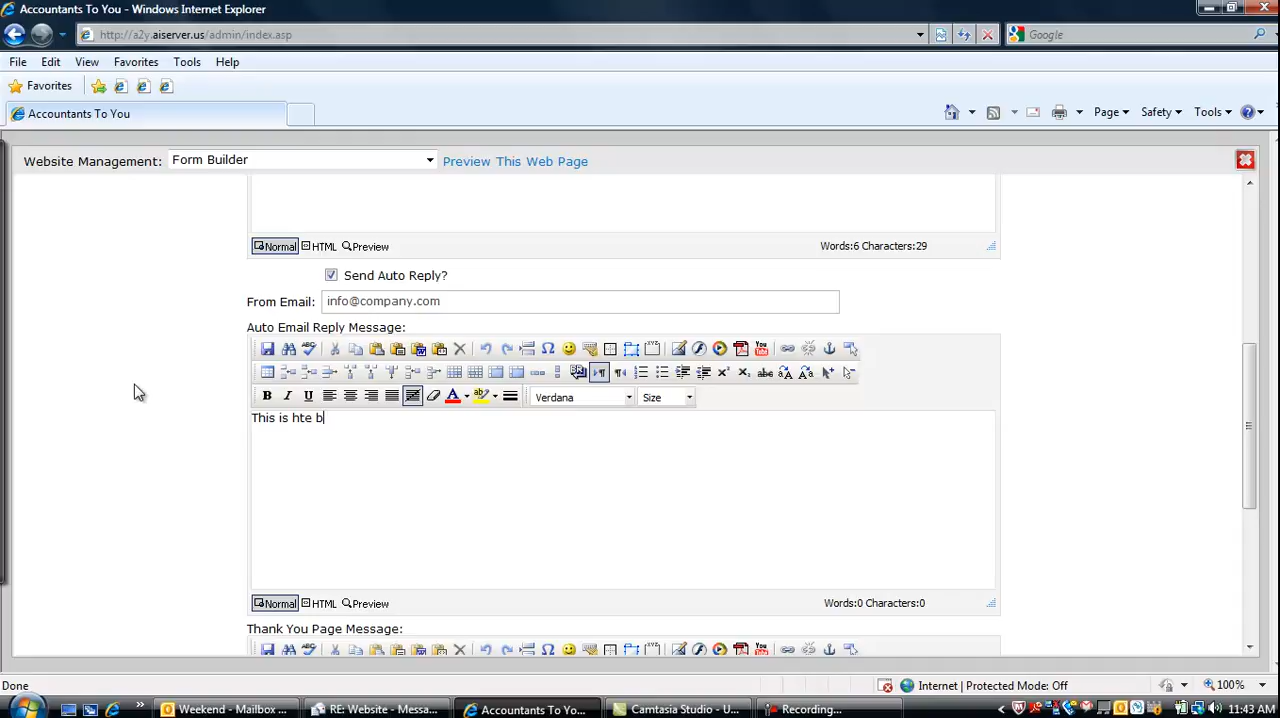 Accountants To You - Windows Internet Explorer
http://a2y.aiserver.us/admin/index.asp
Google
File Edit View Favorites Tools Help
Favorites
Accountants To You
Page Safety Tools
Website Management: Form Builder Preview This Web Page
Normal HTML Preview Words:6 Characters:29
Send Auto Reply?
From Email: info@company.com
Auto Email Reply Message:
Verdana Size
This is hte b
Normal HTML Preview Words:0 Characters:0
Thank You Page Message:
Done Internet | Protected Mode: Off 100%
Weekend - Mailbox ... RE: Website - Messa... Accountants To Yo... Camtasia Studio - U... Recording... 11:43 AM